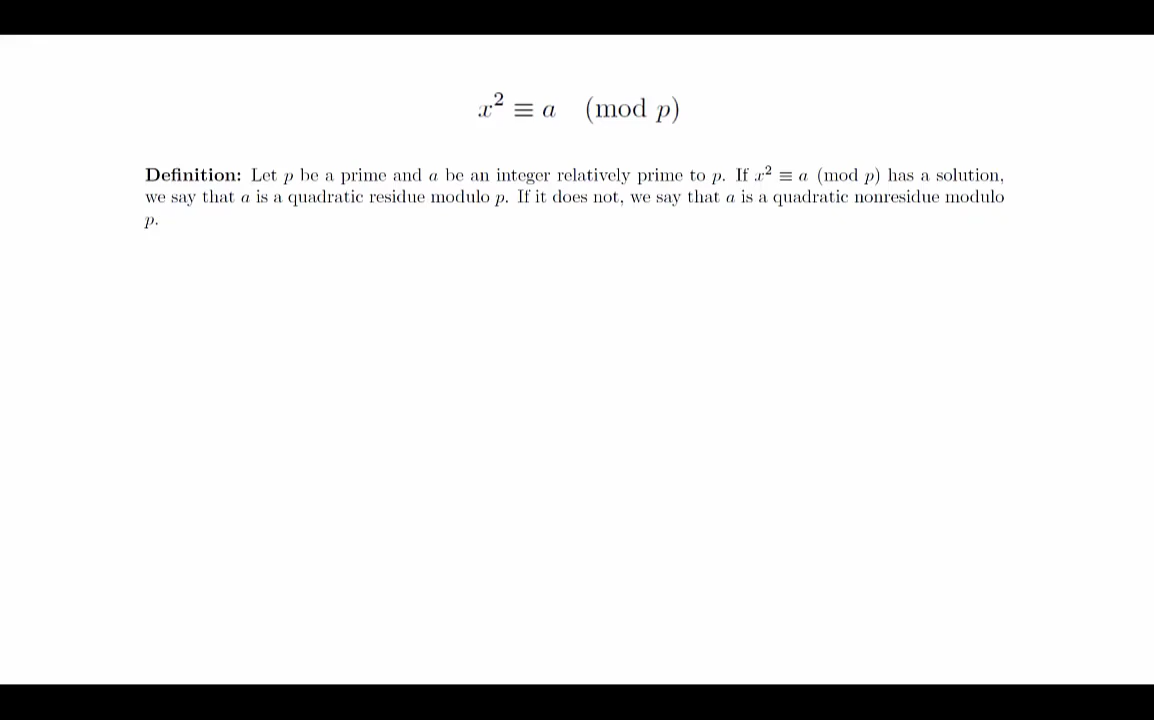 x² ≡ a (mod p)
Definition: Let p be a prime and a be an integer relatively prime to p. If x² ≡ a (mod p) has a solution,
we say that a is a quadratic residue modulo p. If it does not, we say that a is a quadratic nonresidue modulo
p.